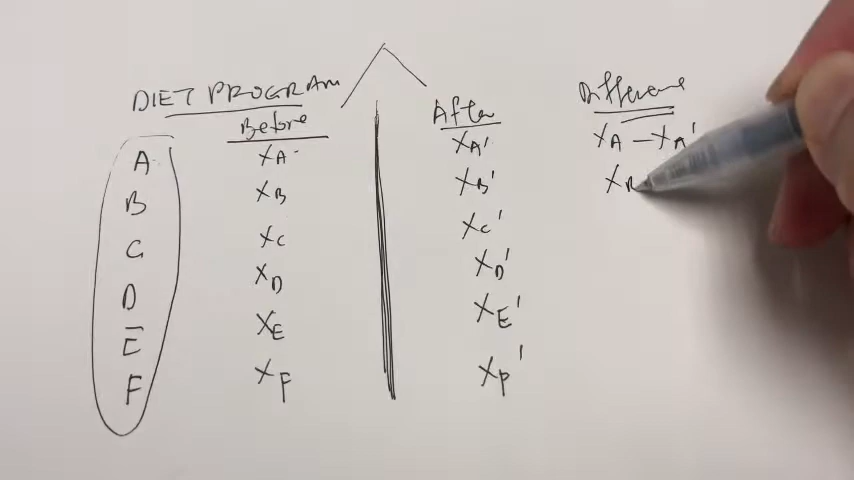 DIET PROGRAM
Before After Difference
A XA XA' XA - XA'
B XB XB' XB
C XC XC'
D XD XD'
E XE XE'
F XF XF'